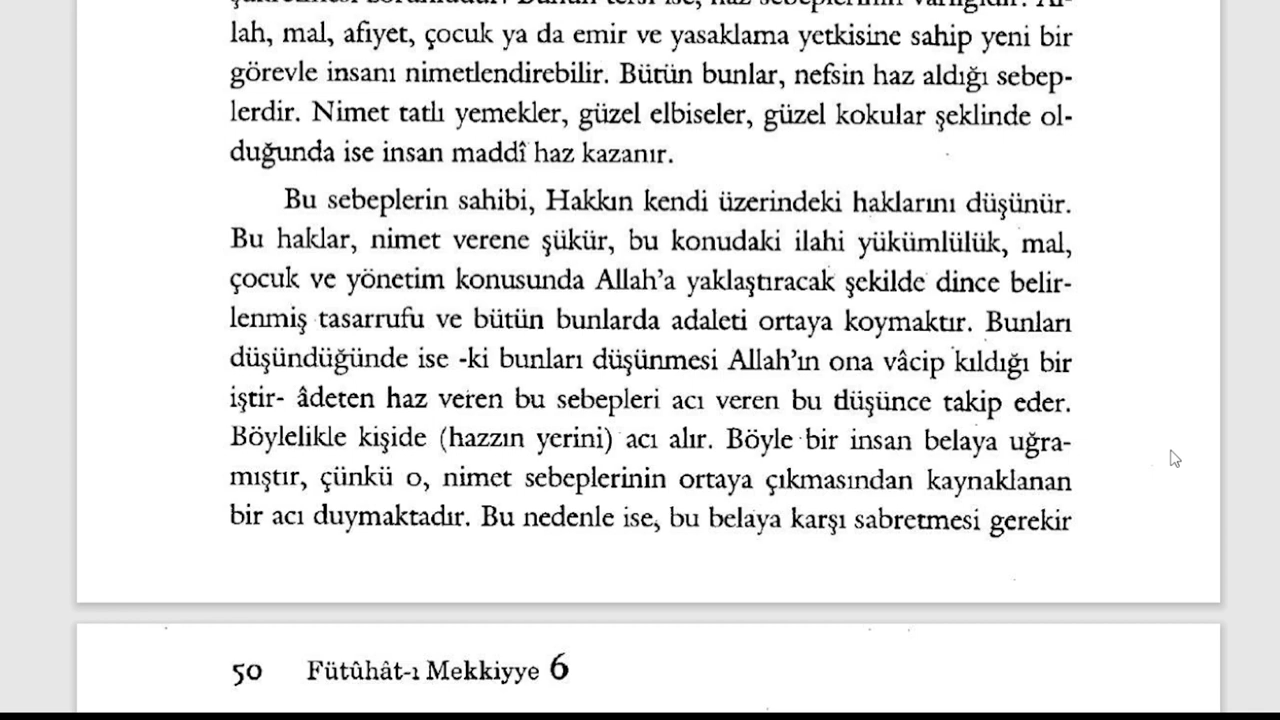 lah, mal, afiyet, çocuk ya da emir ve yasaklama yetkisine sahip yeni bir
görevle insanı nimetlendirebilir. Bütün bunlar, nefsin haz aldığı sebep-
lerdir. Nimet tatlı yemekler, güzel elbiseler, güzel kokular şeklinde ol-
duğunda ise insan maddî haz kazanır.
Bu sebeplerin sahibi, Hakkın kendi üzerindeki haklarını düşünür.
Bu haklar, nimet verene şükür, bu konudaki ilahi yükümlülük, mal,
çocuk ve yönetim konusunda Allah'a yaklaştıracak şekilde dince belir-
lenmiş tasarrufu ve bütün bunlarda adaleti ortaya koymaktır. Bunları
düşündüğünde ise -ki bunları düşünmesi Allah'ın ona vâcip kıldığı bir
iştir- âdeten haz veren bu sebepleri acı veren bu düşünce takip eder.
Böylelikle kişide (hazzın yerini) acı alır. Böyle bir insan belaya uğra-
mıştır, çünkü o, nimet sebeplerinin ortaya çıkmasından kaynaklanan
bir acı duymaktadır. Bu nedenle ise, bu belaya karşı sabretmesi gerekir
50 Fütûhât-ı Mekkiyye 6